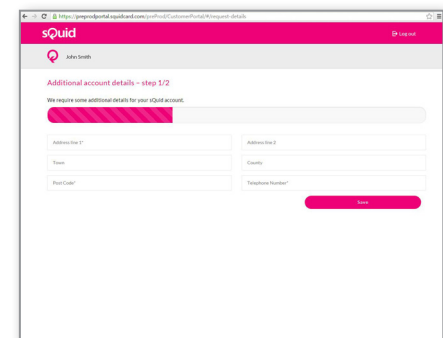 https://preprodportal.squidcard.com/preProd/CustomerPortal/#/request-details
sQuid
Log out
John Smith
Additional account details – step 1/2
We require some additional details for your sQuid account.
Address line 1*
Address line 2
Town
County
Post Code*
Telephone Number*
Save